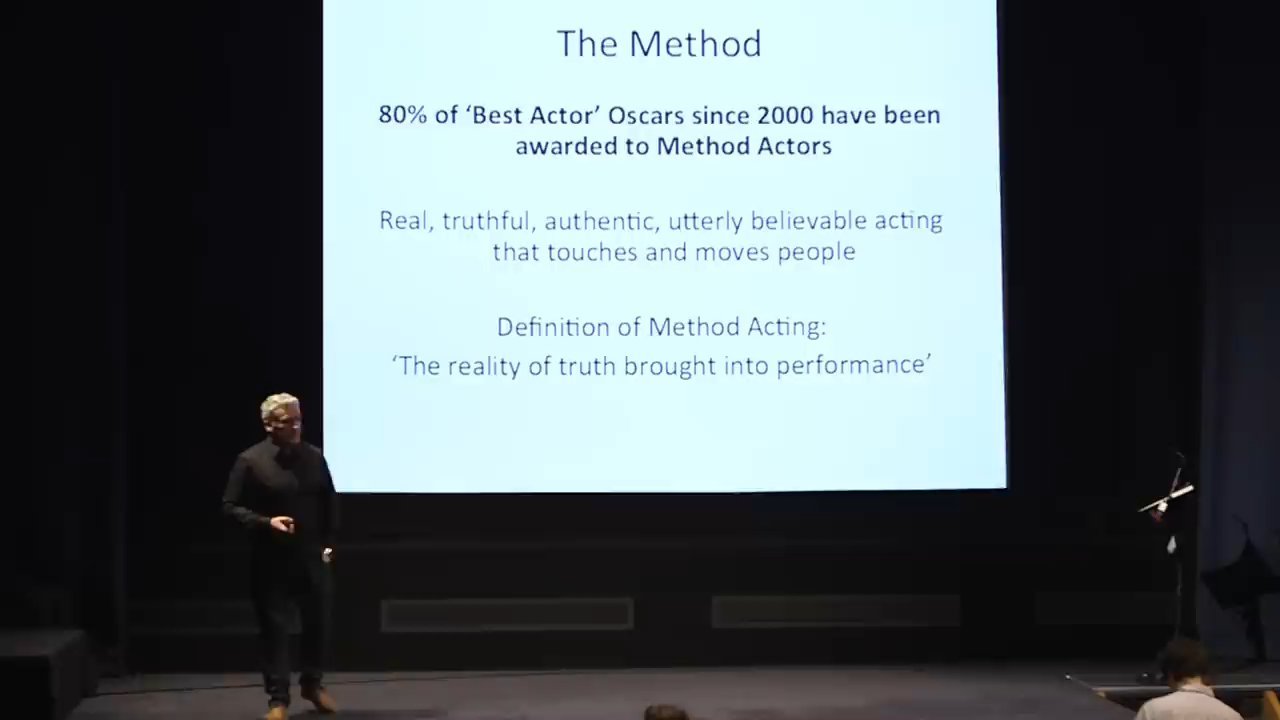 The Method
80% of ‘Best Actor’ Oscars since 2000 have been
awarded to Method Actors
Real, truthful, authentic, utterly believable acting
that touches and moves people
Definition of Method Acting:
‘The reality of truth brought into performance’